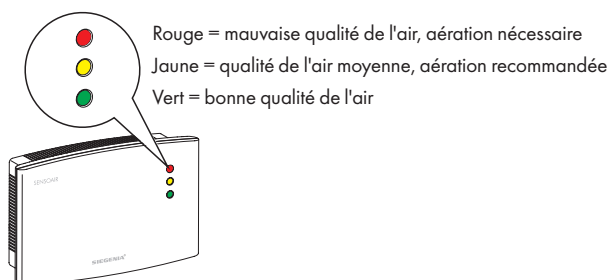 Rouge = mauvaise qualité de l'air, aération nécessaire
Jaune = qualité de l'air moyenne, aération recommandée
Vert = bonne qualité de l'air
SENSOAIR
SIEGENIA®